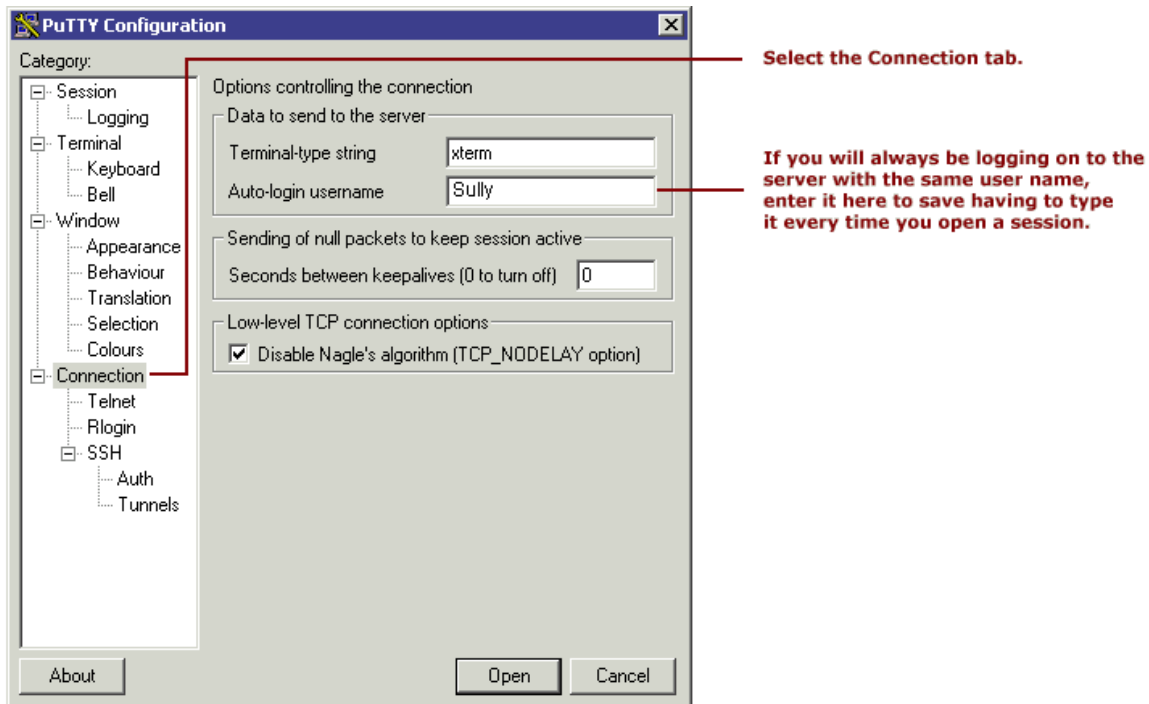 PuTTY Configuration
Category:
Session
Logging
Terminal
Keyboard
Bell
Window
Appearance
Behaviour
Translation
Selection
Colours
Connection
Telnet
Rlogin
SSH
Auth
Tunnels
Options controlling the connection
Data to send to the server
Terminal-type string xterm
Auto-login username Sully
Sending of null packets to keep session active
Seconds between keepalives (0 to turn off) 0
Low-level TCP connection options
Disable Nagle's algorithm (TCP_NODELAY option)
About Open Cancel
Select the Connection tab.
If you will always be logging on to the
server with the same user name,
enter it here to save having to type
it every time you open a session.